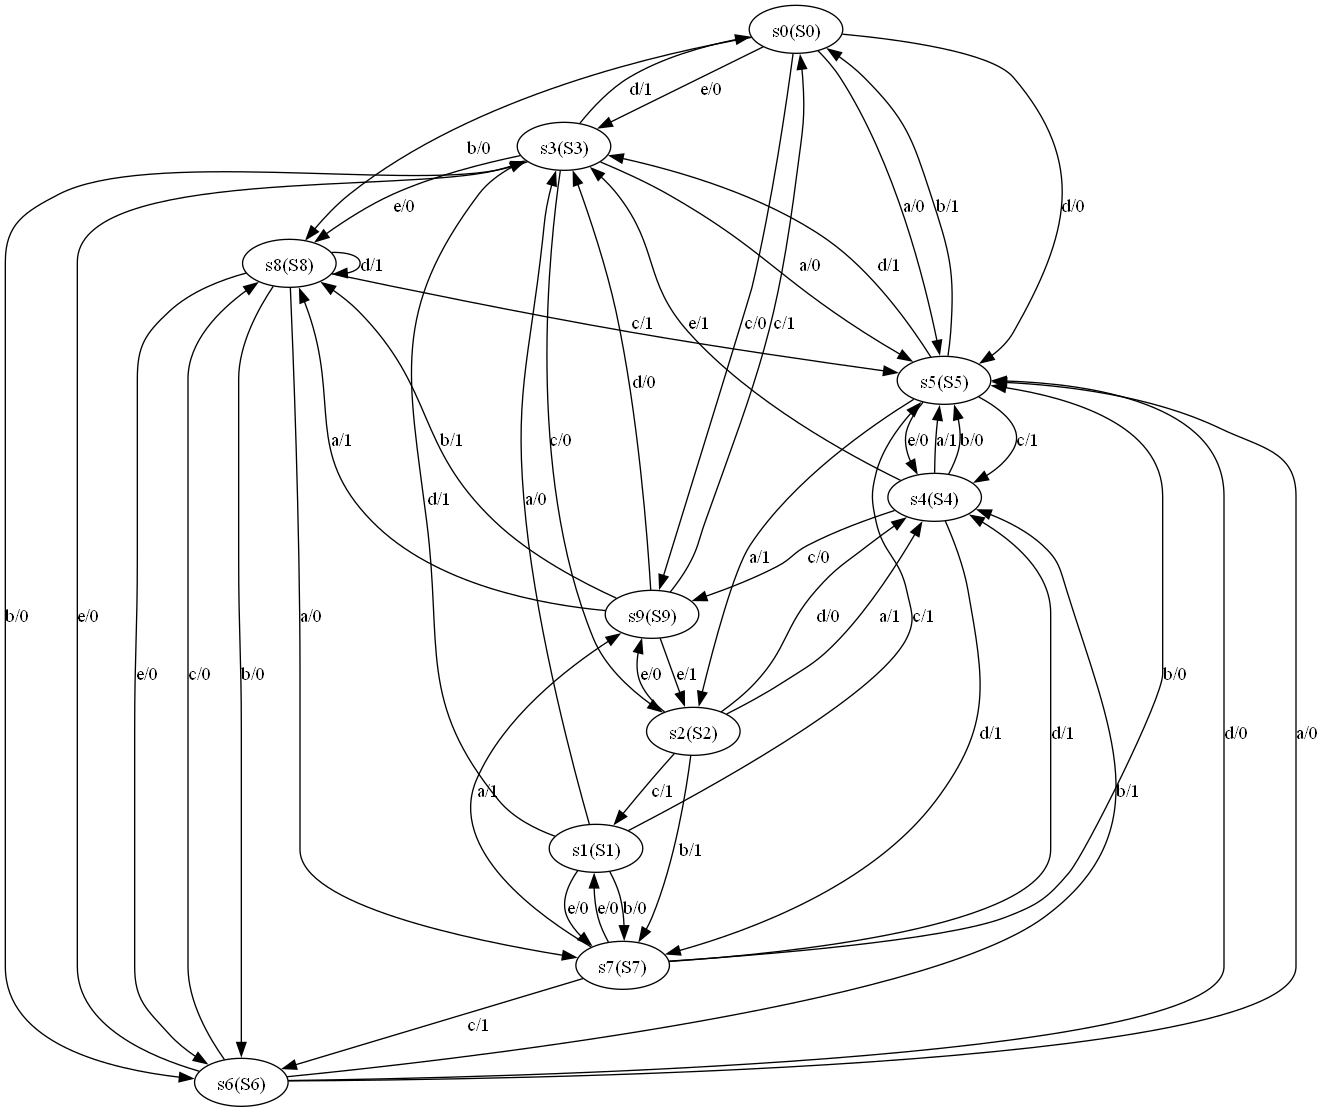 s0(S0)
d/1
e/0
b/0
s3(S3)
e/0
a/0
b/1
d/0
s8(S8)
d/1
a/0
d/1
c/1
e/1
c/0
c/1
s5(S5)
d/0
a/1
b/1
c/0
e/0
a/1
b/0
c/1
d/1
a/0
s4(S4)
a/1
c/0
b/0
e/0
a/0
s9(S9)
d/0
a/1
c/1
e/0
c/0
b/0
e/0
e/1
b/0
s2(S2)
d/1
d/1
d/0
a/0
a/1
c/1
b/1
s1(S1)
b/1
e/0
e/0
b/0
s7(S7)
c/1
s6(S6)